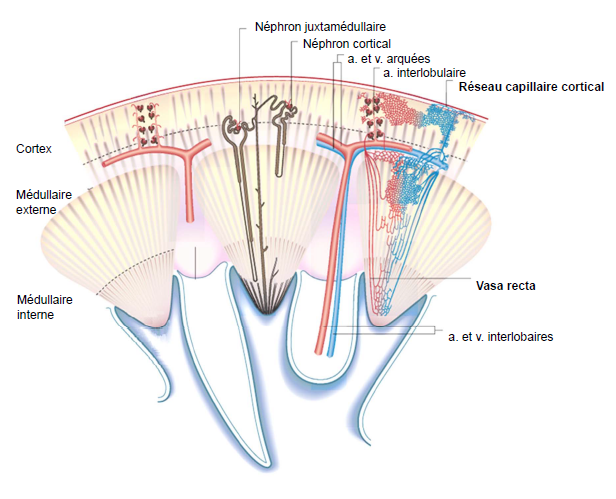 Néphron juxtamédullaire
Néphron cortical
a. et v. arquées
a. interlobulaire
Réseau capillaire cortical
Cortex
Médullaire
externe
Vasa recta
Médullaire
interne
a. et v. interlobaires